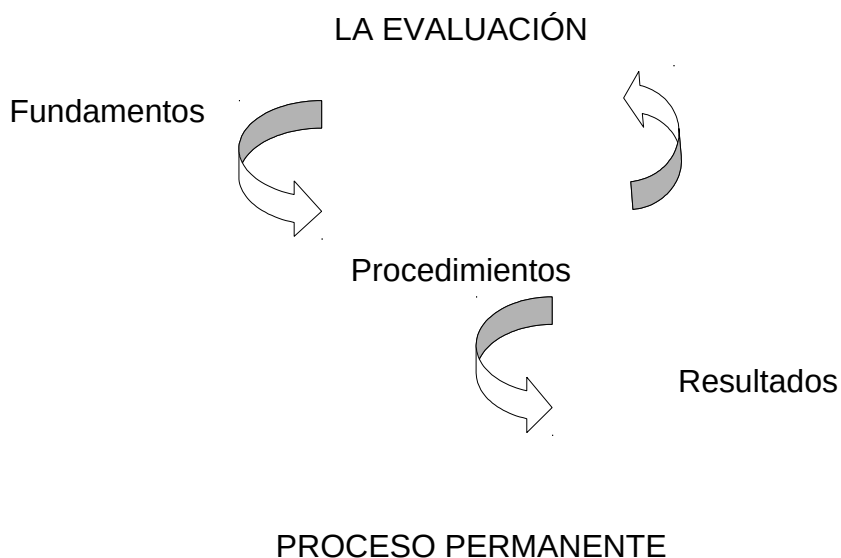 LA EVALUACIÓN
Fundamentos
Procedimientos
Resultados
PROCESO PERMANENTE